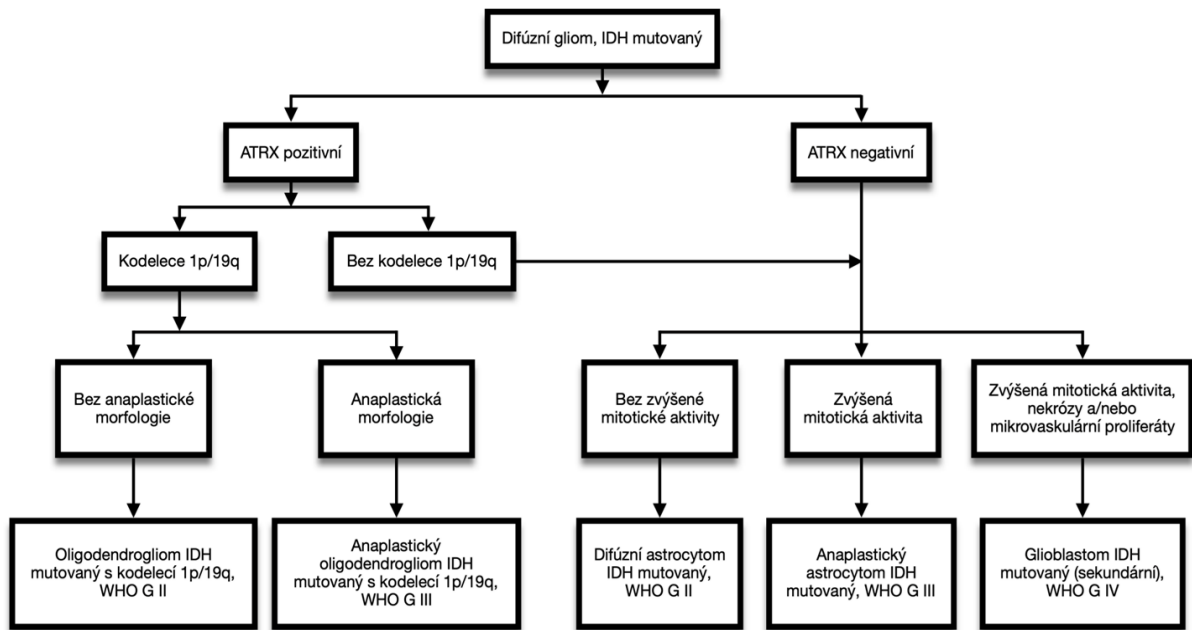 Difúzní gliom, IDH mutovaný
ATRX pozitivní
ATRX negativní
Kodelece 1p/19q
Bez kodelece 1p/19q
Bez anaplastické
morfologie
Anaplastická
morfologie
Bez zvýšené
mitotické aktivity
Zvýšená
mitotická aktivita
Zvýšená mitotická aktivita,
nekrózy a/nebo
mikrovaskulární proliferáty
Oligodendrogliom IDH
mutovaný s kodelecí 1p/19q,
WHO G II
Anaplastický
oligodendrogliom IDH
mutovaný s kodelecí 1p/19q,
WHO G III
Difúzní astrocytom
IDH mutovaný,
WHO G II
Anaplastický
astrocytom IDH
mutovaný, WHO G III
Glioblastom IDH
mutovaný (sekundární),
WHO G IV